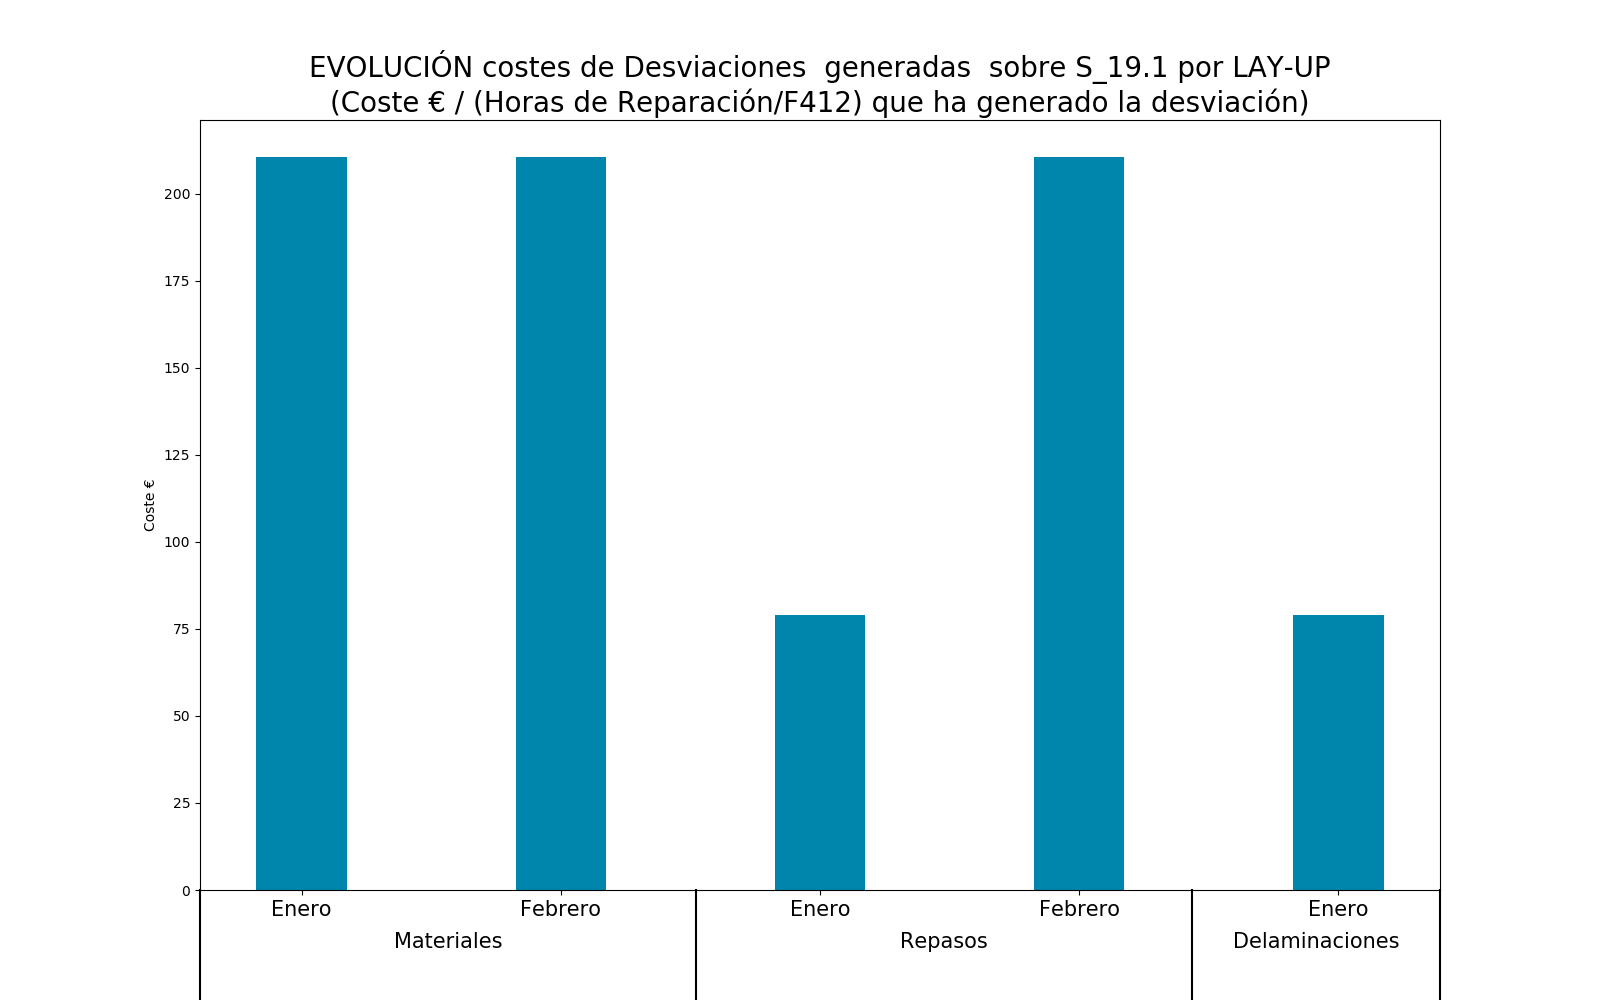 EVOLUCIÓN costes de Desviaciones  generadas  sobre S_19.1 por LAY-UP
(Coste € / (Horas de Reparación/F412) que ha generado la desviación)
200
175
150
125
100
75
50
25
0
Coste €
Enero Febrero Enero Febrero Enero
Materiales Repasos Delaminaciones